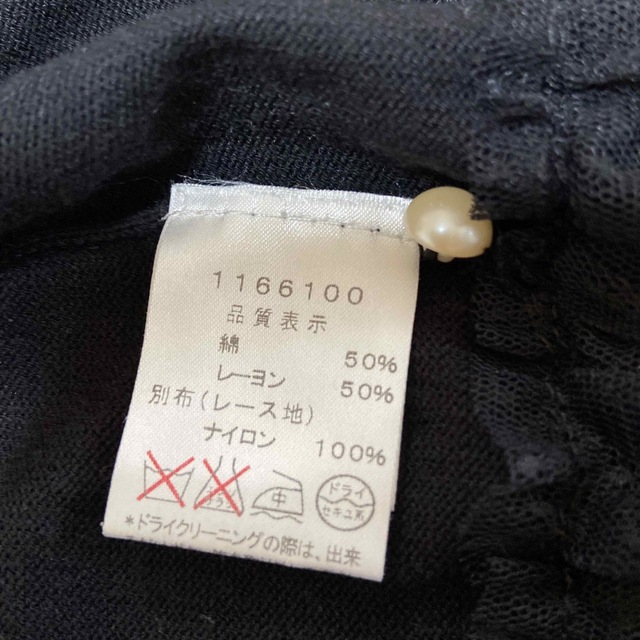 1166100
品質表示
綿 50%
レーヨン 50%
別布(レース地)
ナイロン 100%
中 ドライ
セキユ系
*ドライクリーニングの際は、出来